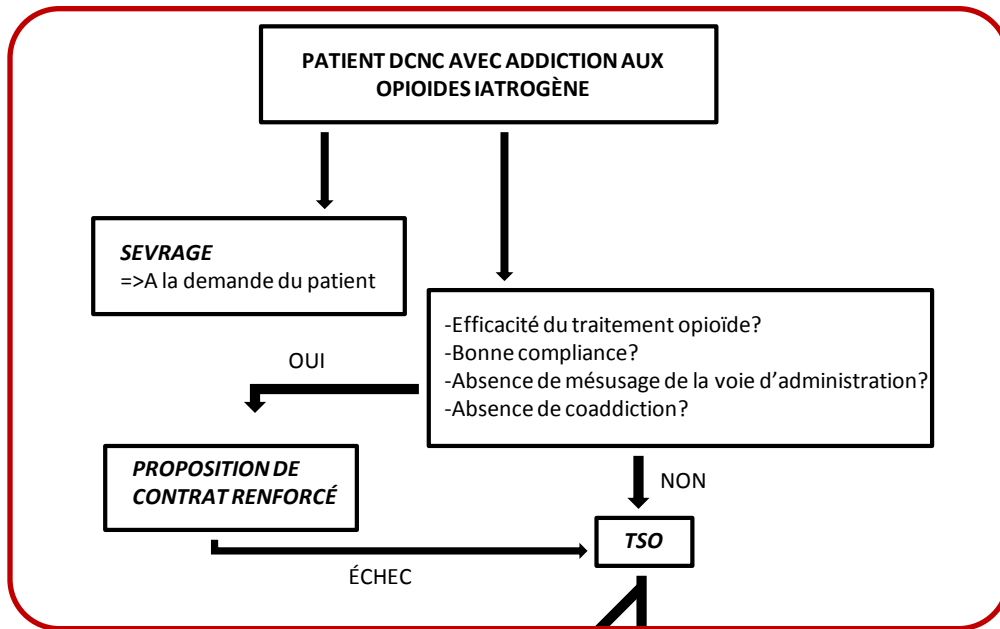 PATIENT DCNC AVEC ADDICTION AUX
OPIOIDES IATROGÈNE
SEVRAGE
=>A la demande du patient
-Efficacité du traitement opioïde?
-Bonne compliance?
-Absence de mésusage de la voie d'administration?
-Absence de coaddiction?
OUI
PROPOSITION DE
CONTRAT RENFORCÉ
NON
TSO
ÉCHEC